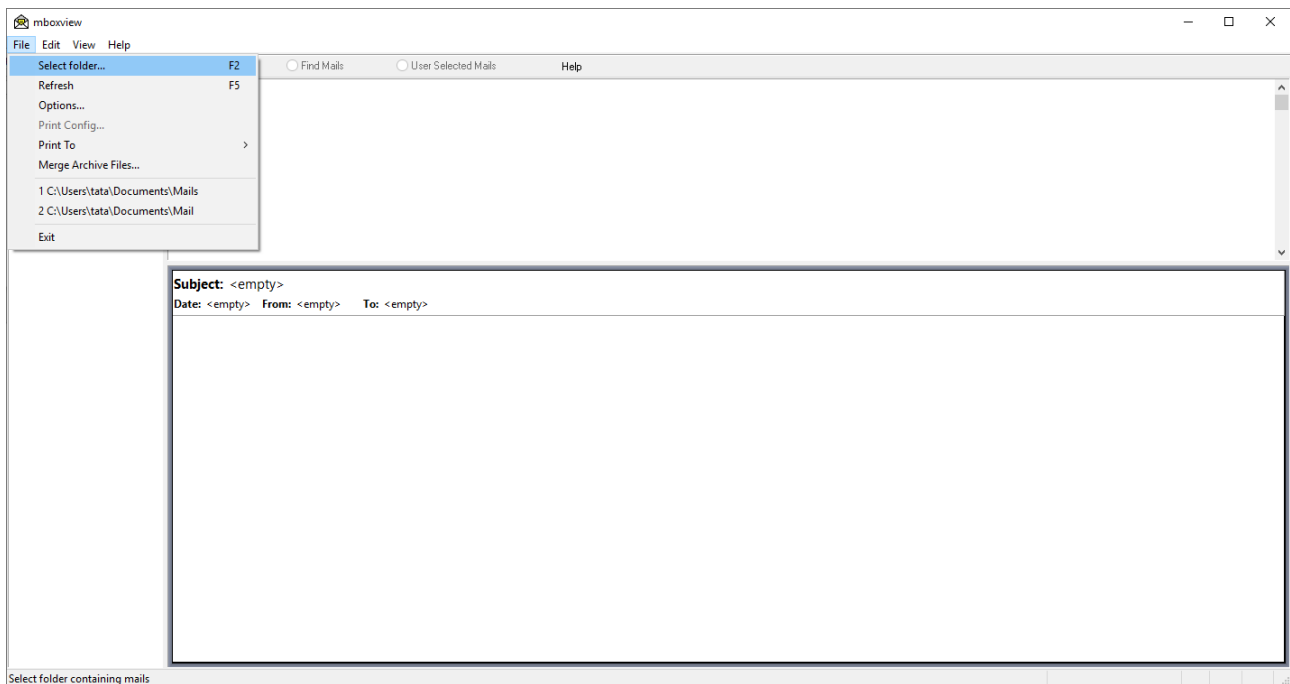 mboxview
File Edit View Help
Select folder... F2
Find Mails User Selected Mails Help
Refresh F5
Options...
Print Config...
Print To >
Merge Archive Files...
1 C:\Users\tata\Documents\Mails
2 C:\Users\tata\Documents\Mail
Exit
Subject: <empty>
Date: <empty> From: <empty> To: <empty>
Select folder containing mails